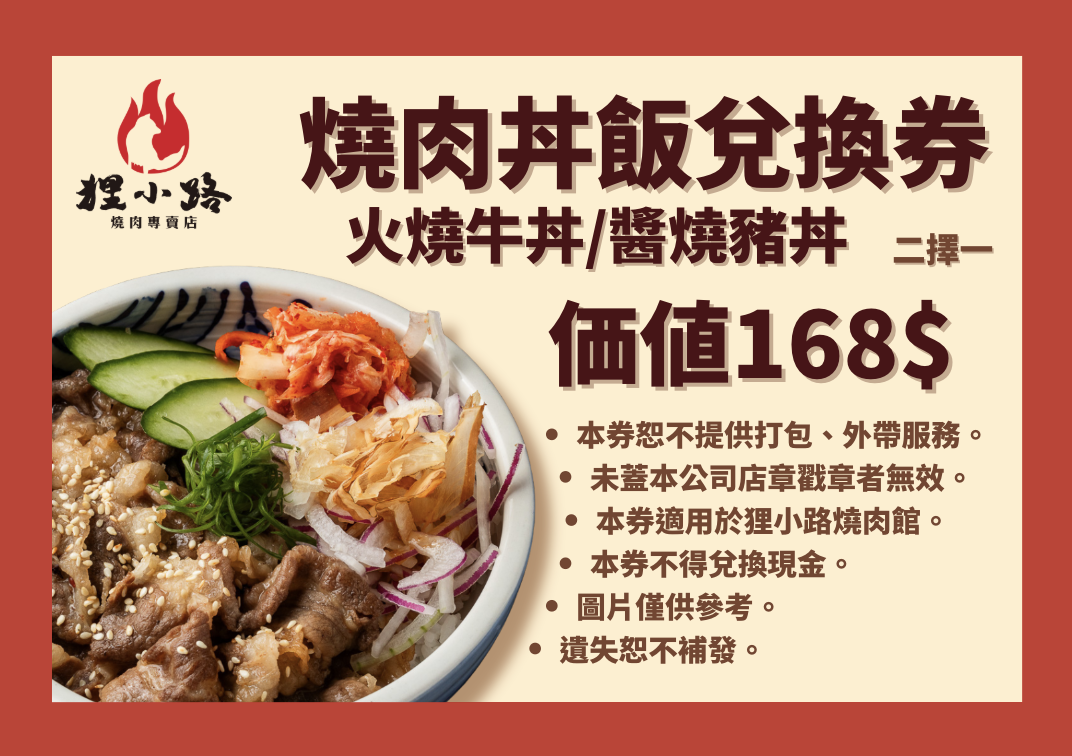 狸小路
燒肉專賣店
燒肉丼飯兌換券
火燒牛丼/醬燒豬丼 二擇一
価値168$
• 本券恕不提供打包、外帶服務。
• 未蓋本公司店章戳章者無效。
• 本券適用於狸小路燒肉館。
• 本券不得兌換現金。
• 圖片僅供參考。
• 遺失恕不補發。